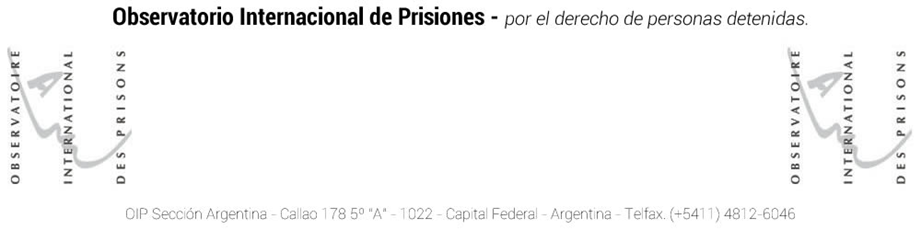 Observatorio Internacional de Prisiones - por el derecho de personas detenidas.
OBSERVATOIRE
INTERNATIONAL
DES PRISONS
OBSERVATOIRE
INTERNATIONAL
DES PRISONS
OIP Sección Argentina - Callao 178 5º "A" - 1022 - Capital Federal - Argentina - Telfax. (+5411) 4812-6046